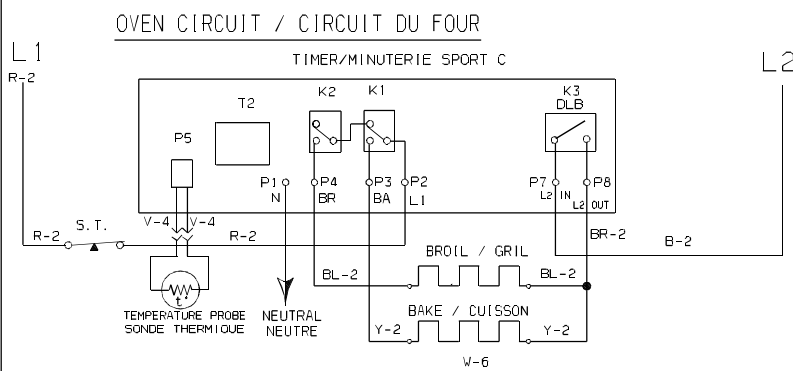 OVEN CIRCUIT / CIRCUIT DU FOUR
L1
R-2
TIMER/MINUTERIE SPORT C
L2
K2
K1
K3
DLB
T2
P5
P1
N
P4
BR
P3
BA
P2
L1
P7
L2 IN
P8
L2 OUT
V-4
V-4
S.T.
R-2
R-2
BR-2
B-2
BROIL / GRIL
BL-2
BL-2
t°
TEMPERATURE PROBE
SONDE THERMIQUE
NEUTRAL
NEUTRE
BAKE / CUISSON
Y-2
Y-2
W-6